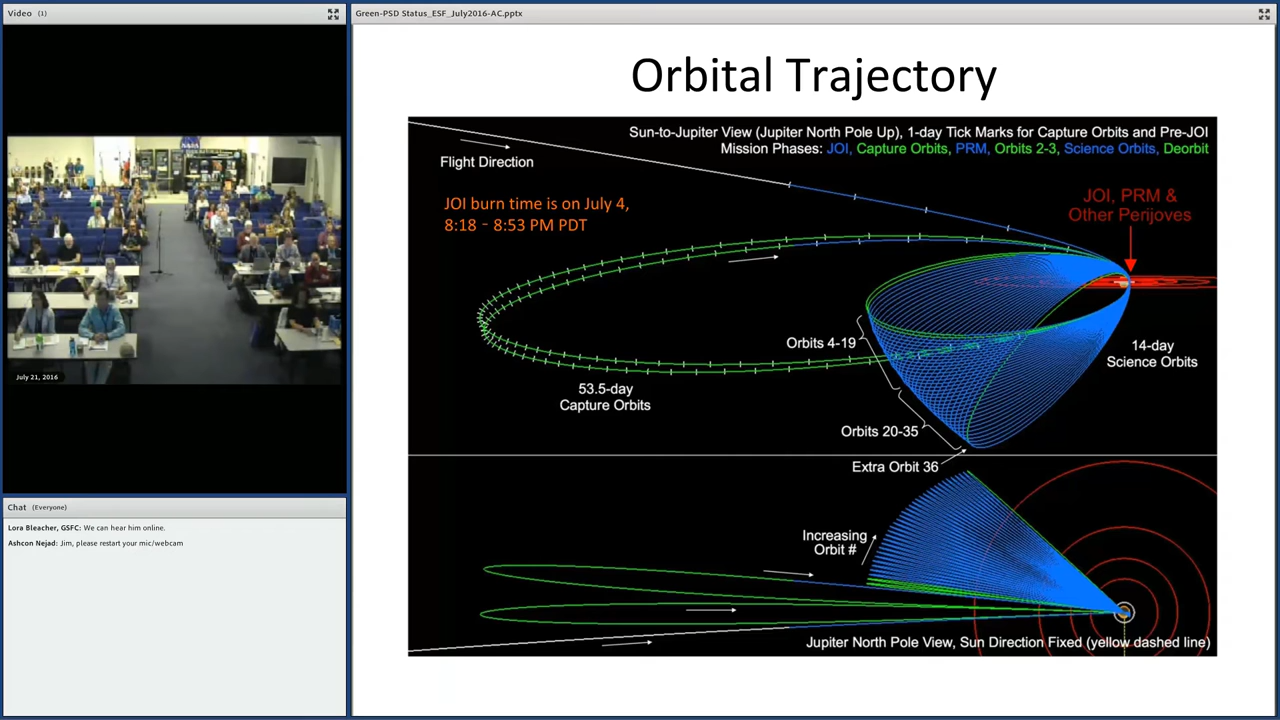 Video (1)
July 21, 2016
Chat (Everyone)
Lora Bleacher, GSFC: We can hear him online.
Ashcon Nejad: Jim, please restart your mic/webcam
Green-PSD Status_ESF_July2016-AC.pptx
Orbital Trajectory
Sun-to-Jupiter View (Jupiter North Pole Up), 1-day Tick Marks for Capture Orbits and Pre-JOI
Mission Phases: JOI, Capture Orbits, PRM, Orbits 2-3, Science Orbits, Deorbit
Flight Direction
JOI burn time is on July 4,
8:18 - 8:53 PM PDT
JOI, PRM &
Other Perijoves
Orbits 4-19
14-day
Science Orbits
53.5-day
Capture Orbits
Orbits 20-35
Extra Orbit 36
Increasing
Orbit #
Jupiter North Pole View, Sun Direction Fixed (yellow dashed line)